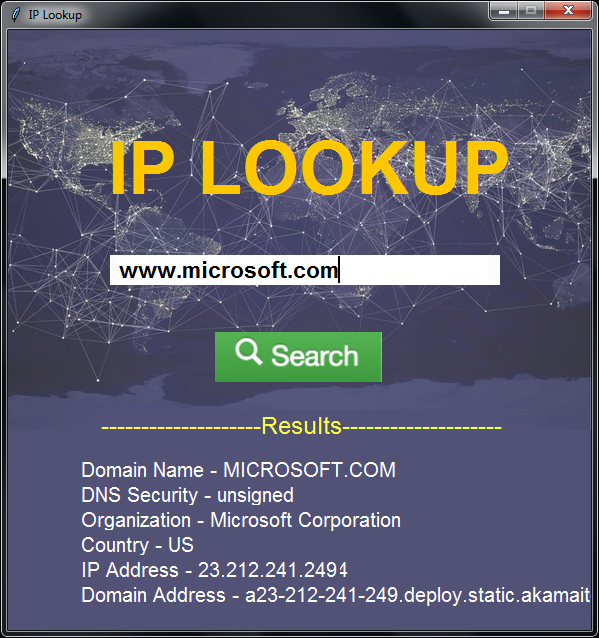 IP Lookup
IP LOOKUP
www.microsoft.com
Search
--------------------Results--------------------
Domain Name - MICROSOFT.COM
DNS Security - unsigned
Organization - Microsoft Corporation
Country - US
IP Address - 23.212.241.2494
Domain Address - a23-212-241-249.deploy.static.akamait